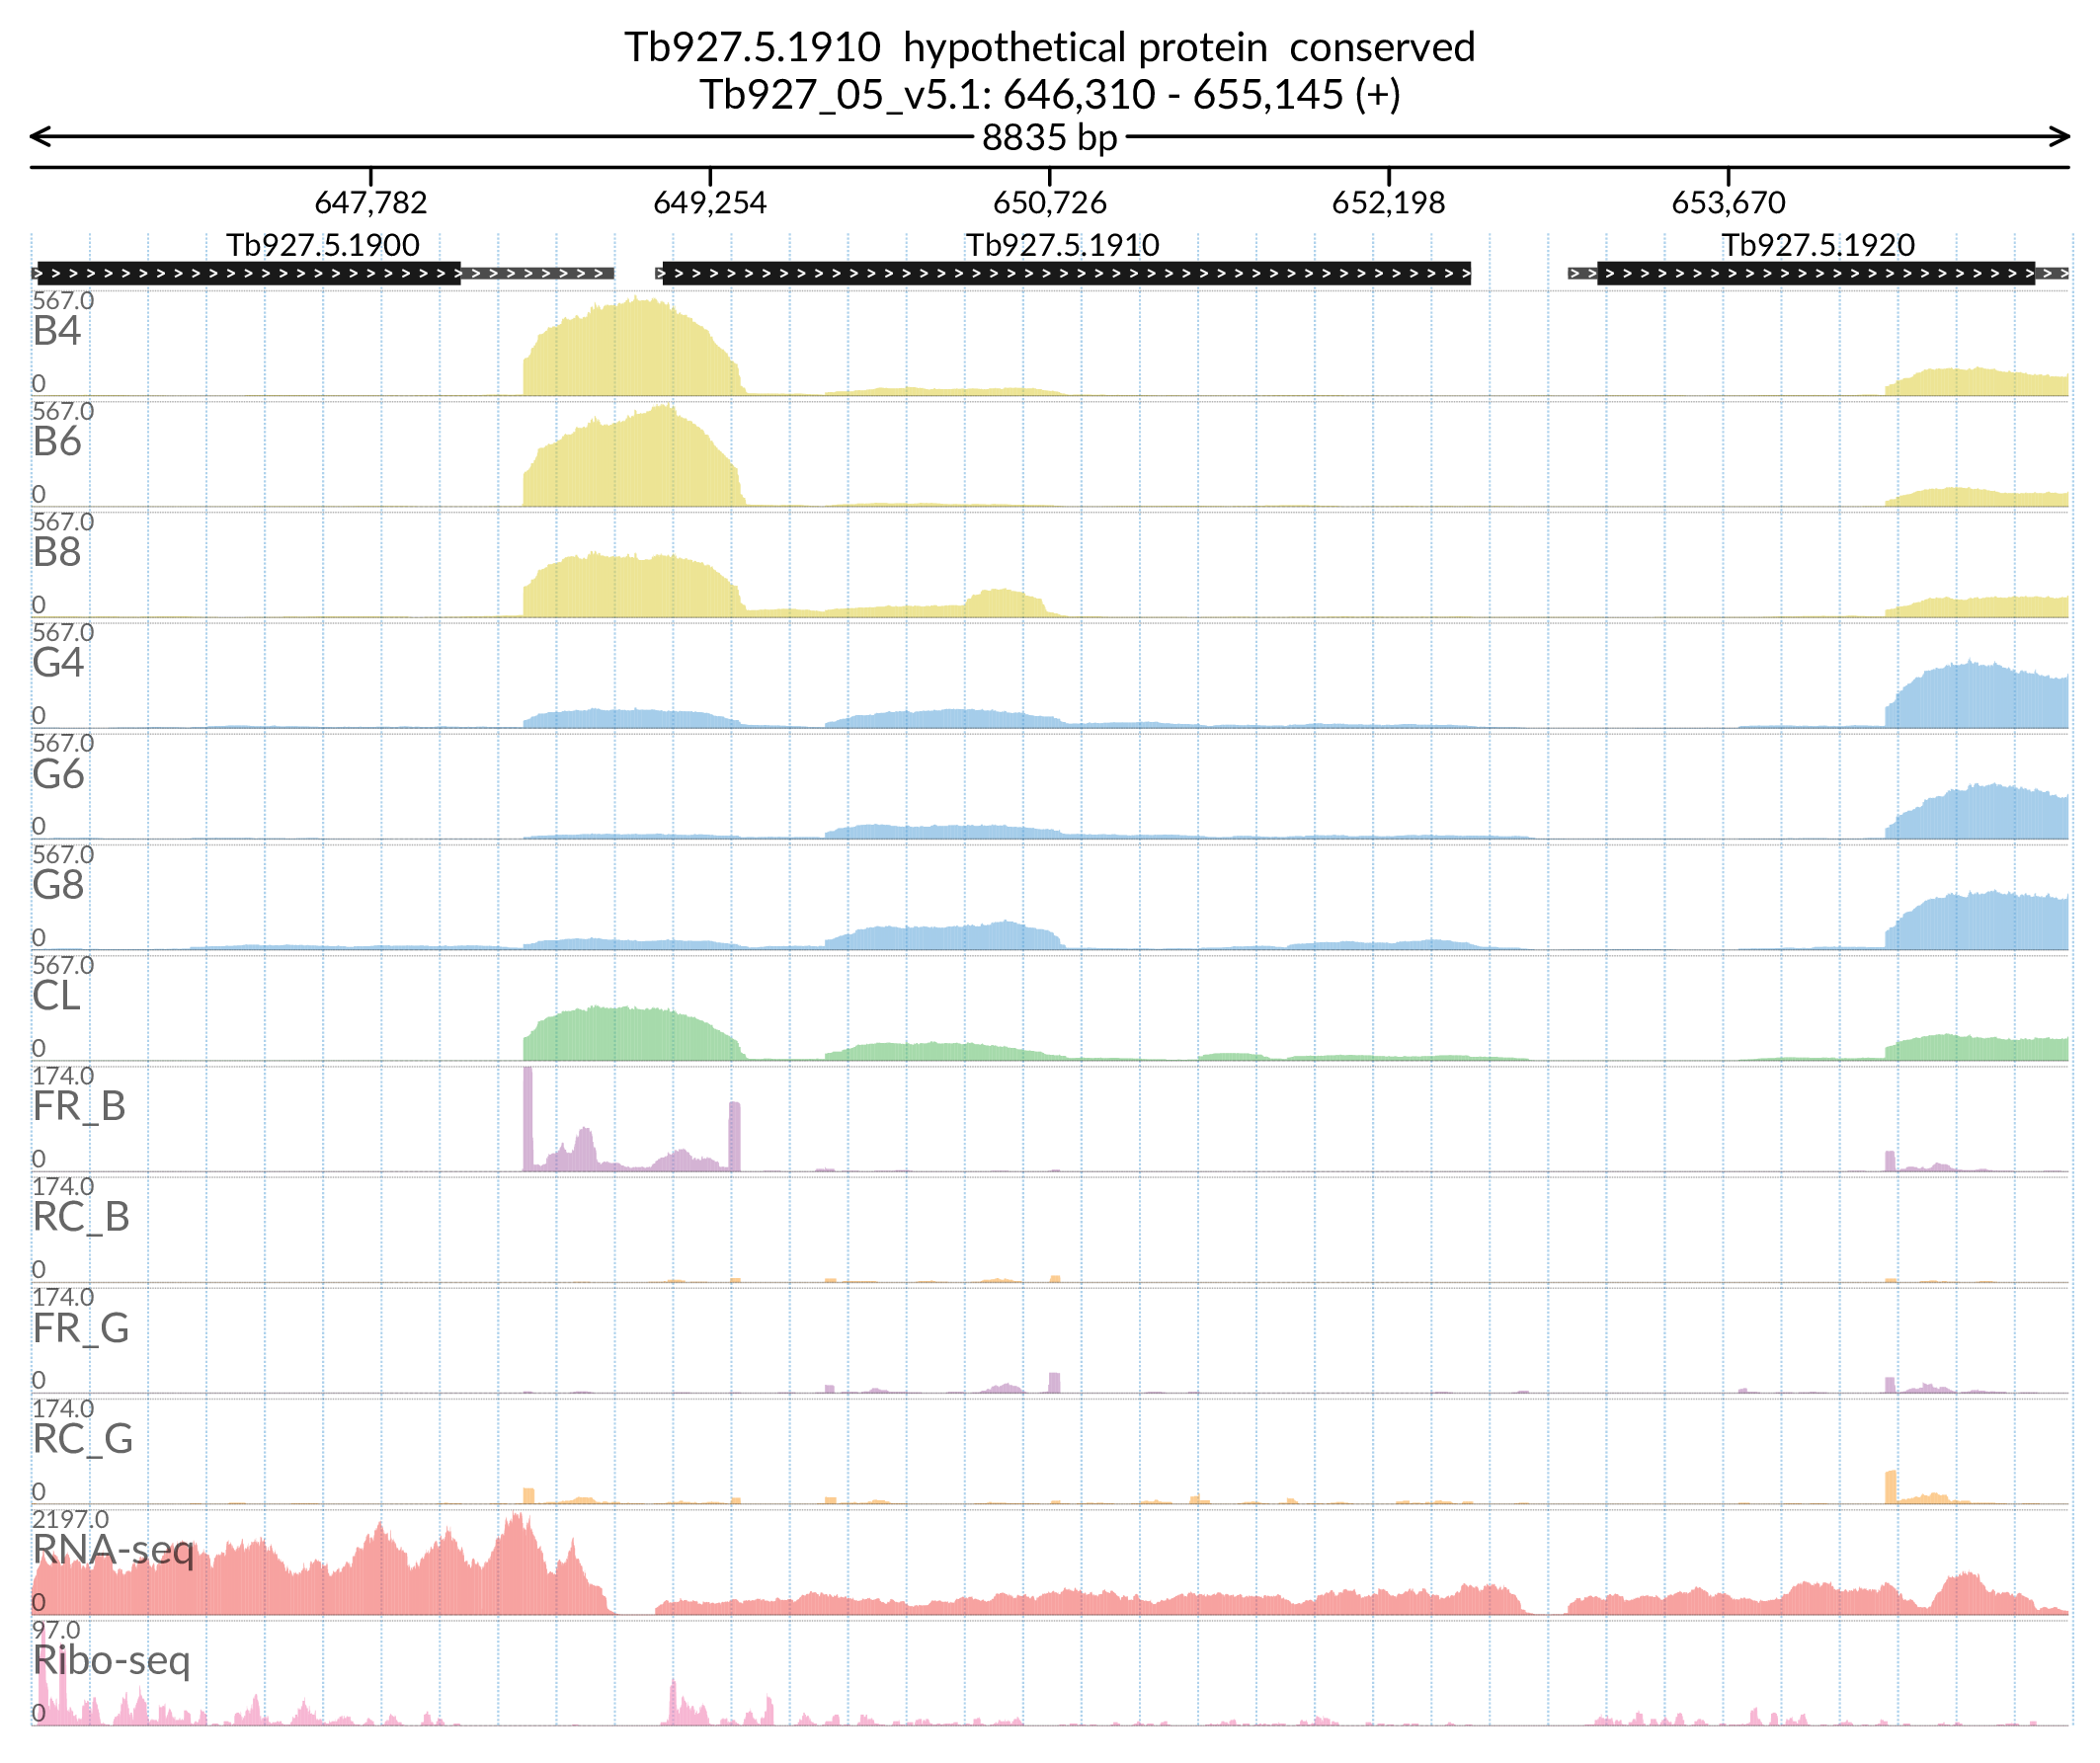 Tb927.5.1910 hypothetical protein conserved
Tb927_05_v5.1: 646,310 - 655,145 (+)
8835 bp
647,782 649,254 650,726 652,198 653,670
Tb927.5.1900 Tb927.5.1910 Tb927.5.1920
567.0
B4
0
567.0
B6
0
567.0
B8
0
567.0
G4
0
567.0
G6
0
567.0
G8
0
567.0
CL
0
174.0
FR_B
0
174.0
RC_B
0
174.0
FR_G
0
174.0
RC_G
0
2197.0
RNA-seq
0
97.0
Ribo-seq
0